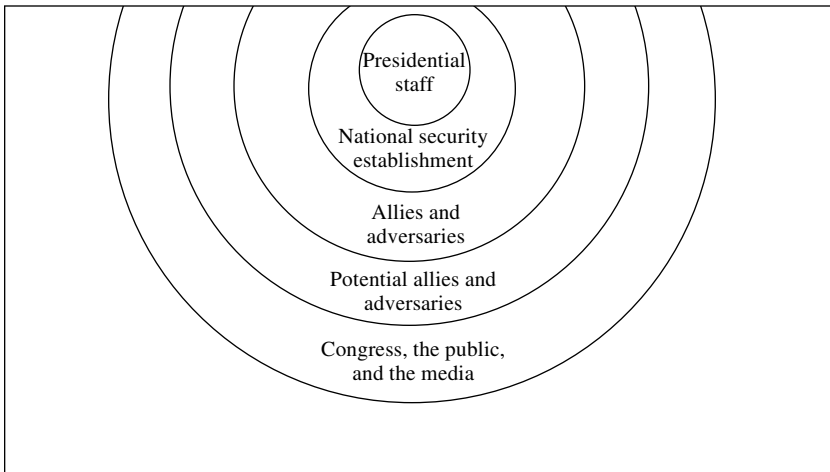 Presidential
staff
National security
establishment
Allies and
adversaries
Potential allies and
adversaries
Congress, the public,
and the media